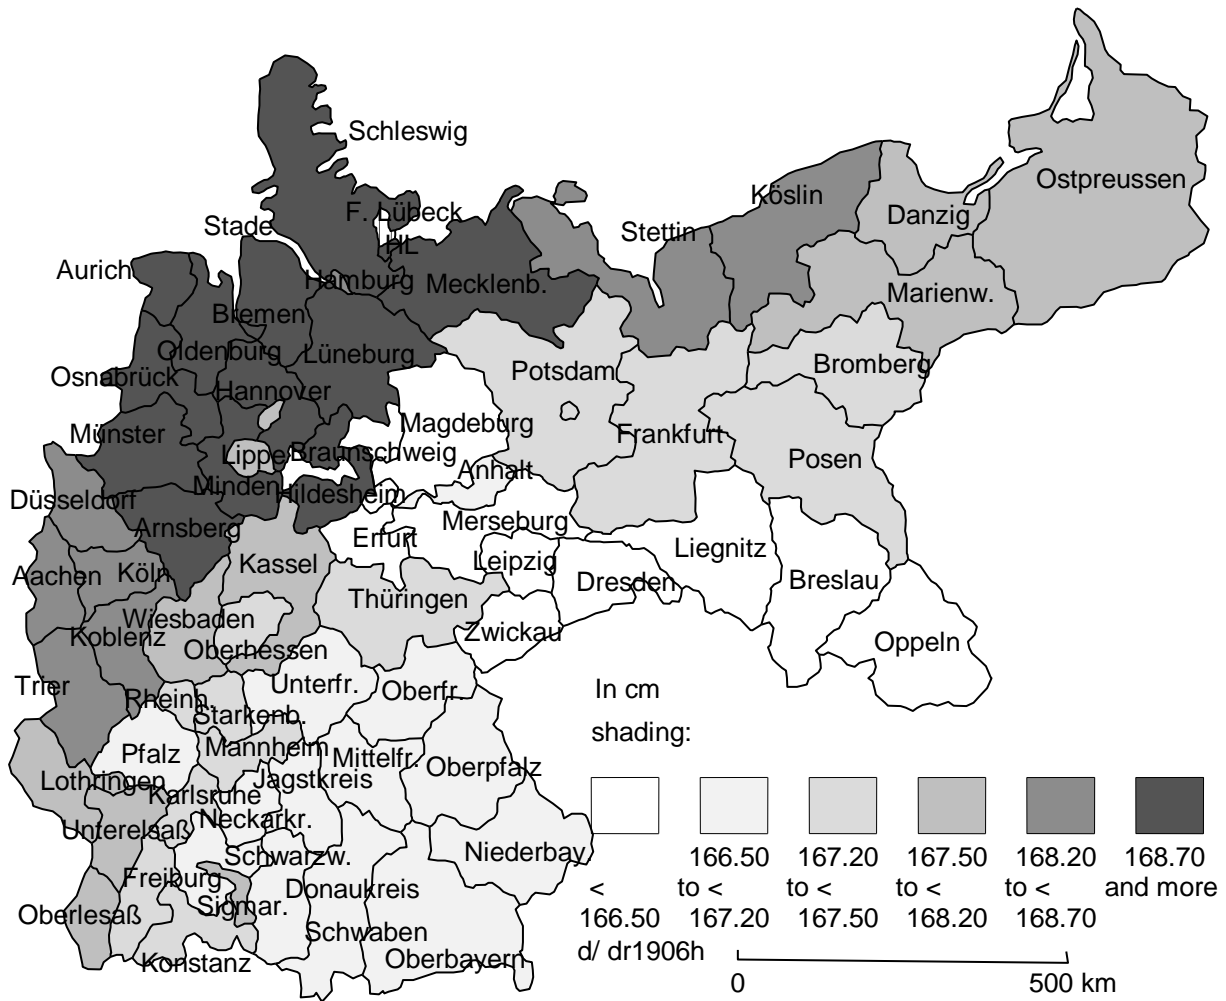 Schleswig
Ostpreussen
Köslin
F. Lübeck
Danzig
Stade
Stettin
HL
Aurich
Hamburg
Mecklenb.
Marienw.
Bremen
Oldenburg
Lüneburg
Bromberg
Potsdam
Osnabrück
Hannover
Magdeburg
Münster
Frankfurt
Lippe
Braunschweig
Posen
Anhalt
Minden
Hildesheim
Düsseldorf
Arnsberg
Merseburg
Erfurt
Liegnitz
Kassel
Leipzig
Aachen
Köln
Dresden
Breslau
Thüringen
Wiesbaden
Koblenz
Zwickau
Oppeln
Oberhessen
Trier
Unterfr.
Oberfr.
In cm
Rheinh.
Starkenb.
shading:
Pfalz
Mannheim
Mittelfr.
Oberpfalz
Lothringen
Jagstkreis
Karlsruhe
Neckarkr.
Unterelsaß
Schwarzw.
Niederbay.
166.50
167.20
167.50
168.20
168.70
Freiburg
Donaukreis
<
to <
to <
to <
to <
and more
Sigmar.
Oberlesaß
166.50
167.20
167.50
168.20
168.70
Schwaben
d/ dr1906h
Konstanz
Oberbayern
0
500 km